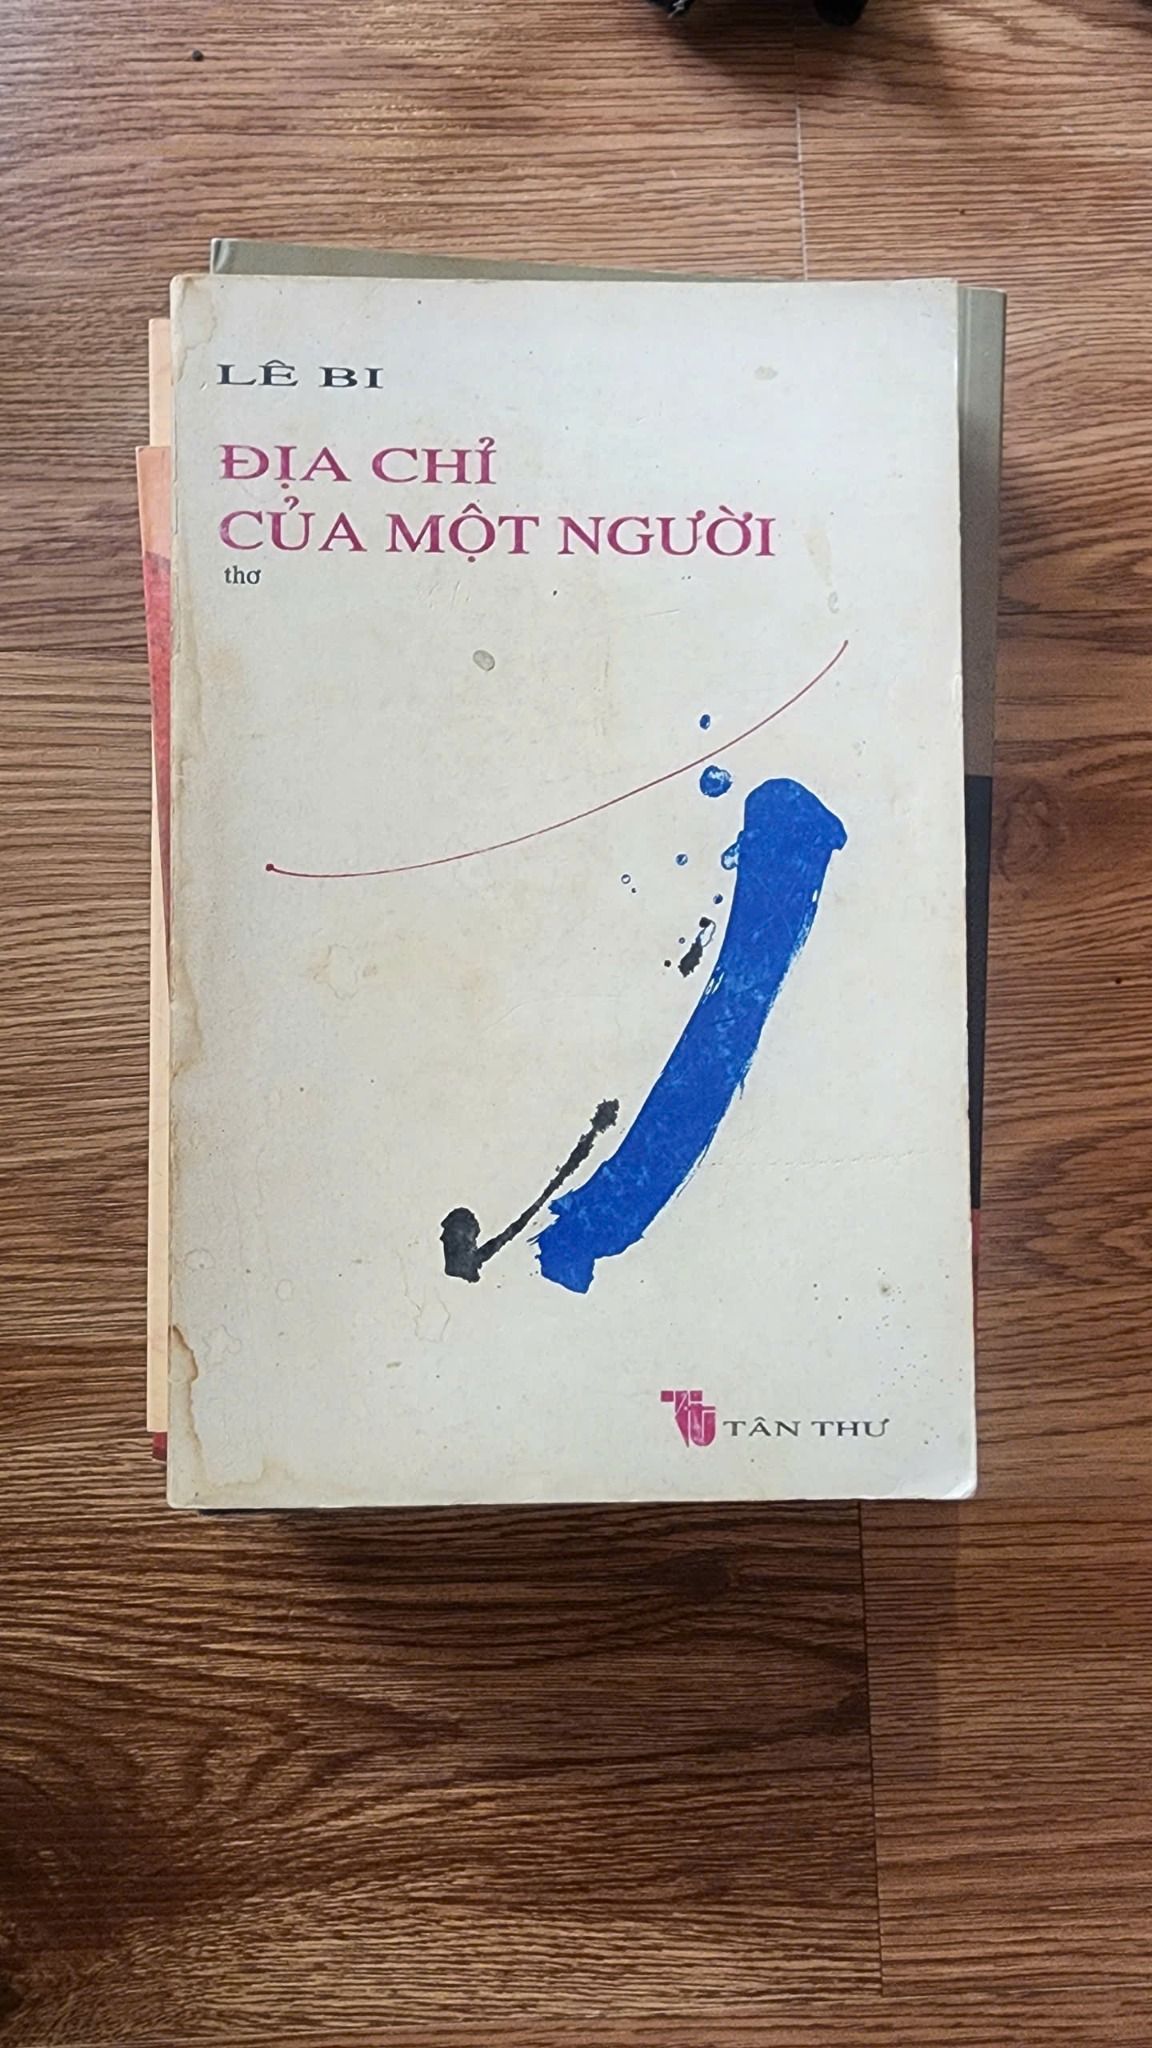 LÊ BI
ĐỊA CHỈ
CỦA MỘT NGƯỜI
thơ
TÂN THƯ